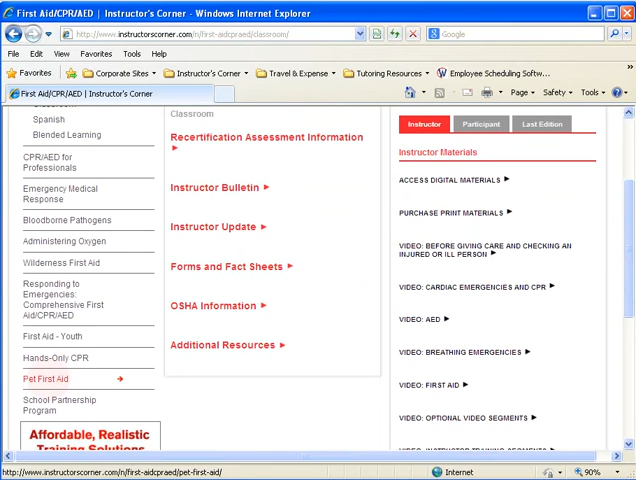 First Aid/CPR/AED | Instructor's Corner - Windows Internet Explorer
http://www.instructorscorner.com/n/first-aidcpraed/classroom/
Google
File Edit View Favorites Tools Help
Favorites Corporate Sites Instructor's Corner Travel & Expense Tutoring Resources Employee Scheduling Softw...
First Aid/CPR/AED | Instructor's Corner
Page Safety Tools
Spanish
Blended Learning
CPR/AED for
Professionals
Emergency Medical
Response
Bloodborne Pathogens
Administering Oxygen
Wilderness First Aid
Responding to
Emergencies:
Comprehensive First
Aid/CPR/AED
First Aid - Youth
Hands-Only CPR
Pet First Aid
School Partnership
Program
Affordable, Realistic
Training Solutions
Classroom
Recertification Assessment Information
Instructor Bulletin
Instructor Update
Forms and Fact Sheets
OSHA Information
Additional Resources
Instructor Participant Last Edition
Instructor Materials
ACCESS DIGITAL MATERIALS
PURCHASE PRINT MATERIALS
VIDEO: BEFORE GIVING CARE AND CHECKING AN
INJURED OR ILL PERSON
VIDEO: CARDIAC EMERGENCIES AND CPR
VIDEO: AED
VIDEO: BREATHING EMERGENCIES
VIDEO: FIRST AID
VIDEO: OPTIONAL VIDEO SEGMENTS
http://www.instructorscorner.com/n/first-aidcpraed/pet-first-aid/
Internet
90%